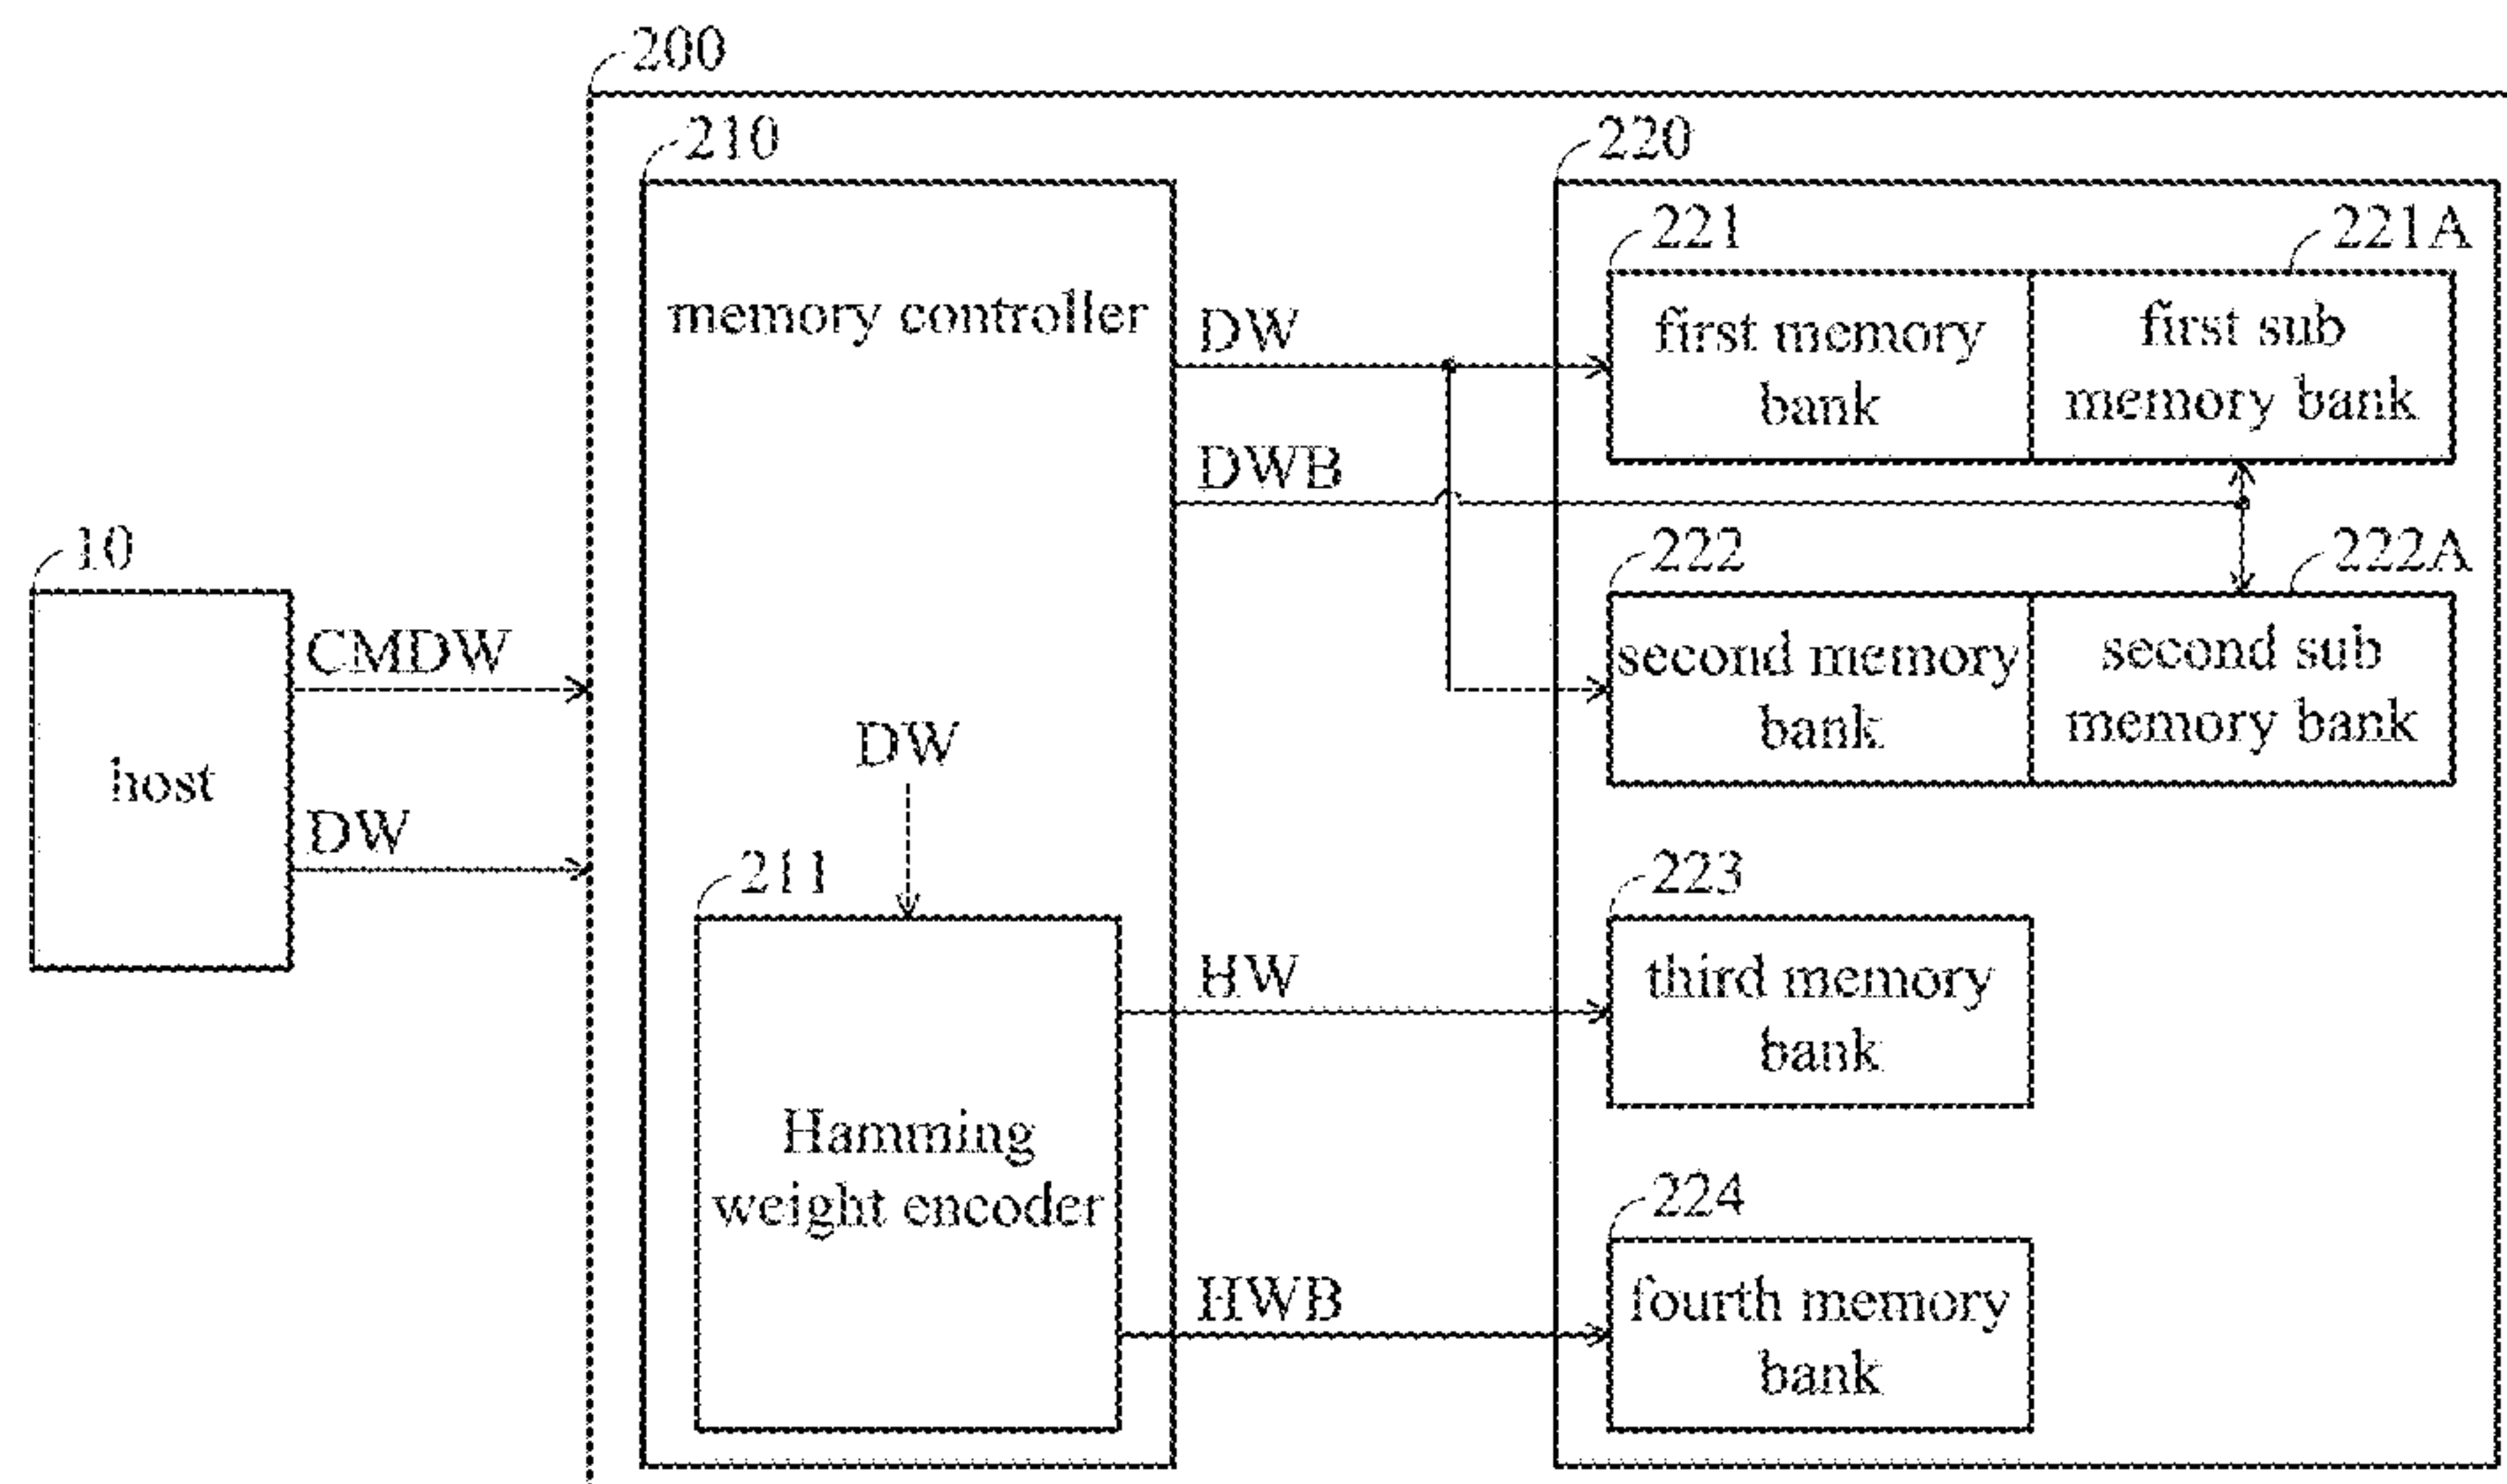 200
210
220
221
221A
memory controller
DW
first memory
bank
first sub
memory bank
DWB
10
222
222A
CMDW
second memory
bank
second sub
memory bank
host
DW
DW
211
223
HW
third memory
bank
Hamming
weight encoder
224
HWB
fourth memory
bank